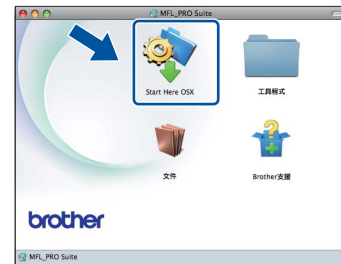 MFL_PRO Suite
Start Here OSX
工具程式
文件
Brother支援
brother
MFL_PRO Suite